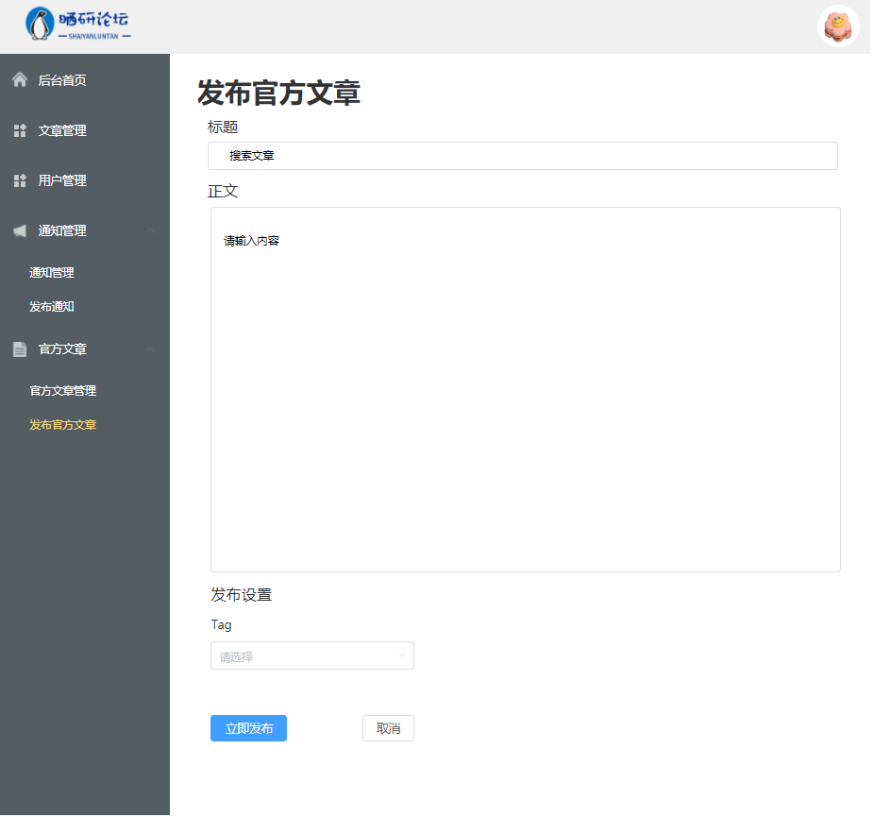 晒研论坛
— SHAIYANLUNTAN —
后台首页
文章管理
用户管理
通知管理
通知管理
发布通知
官方文章
官方文章管理
发布官方文章
发布官方文章
标题
搜索文章
正文
请输入内容
发布设置
Tag
请选择
立即发布
取消